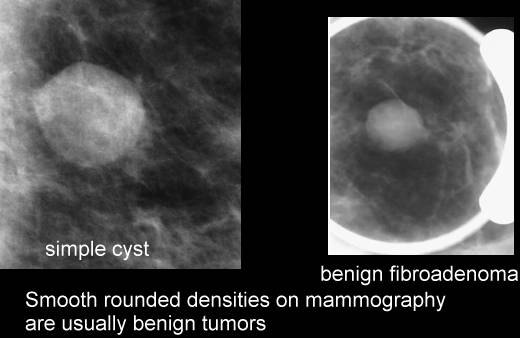 simple cyst
benign fibroadenoma
Smooth rounded densities on mammography
are usually benign tumors